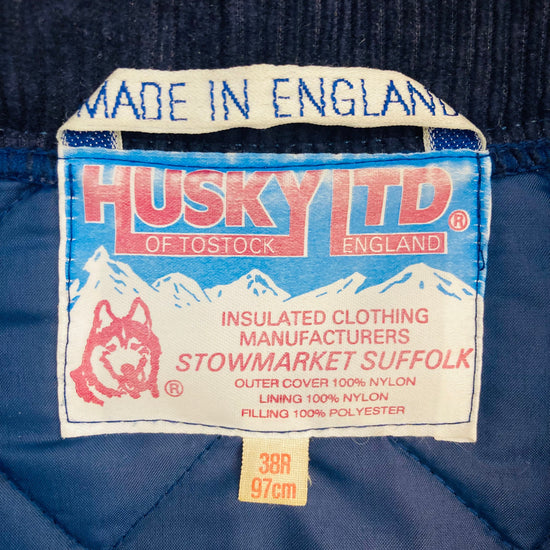 MADE IN ENGLAND
HUSKY LTD ®
OF TOSTOCK ENGLAND
INSULATED CLOTHING
MANUFACTURERS
STOWMARKET SUFFOLK
® OUTER COVER 100% NYLON
LINING 100% NYLON
FILLING 100% POLYESTER
38R
97cm